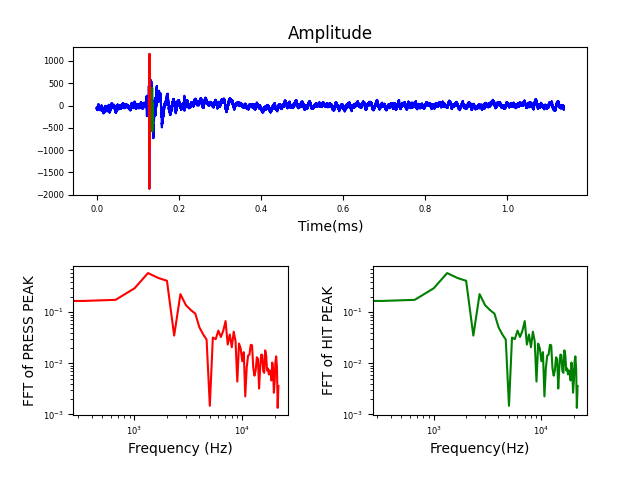 Amplitude
1000
500
0
−500
−1000
−1500
−2000
0.0 0.2 0.4 0.6 0.8 1.0
Time(ms)
FFT of PRESS PEAK
10⁻¹
10⁻²
10⁻³
10³ 10⁴
Frequency (Hz)
FFT of HIT PEAK
10⁻¹
10⁻²
10⁻³
10³ 10⁴
Frequency(Hz)